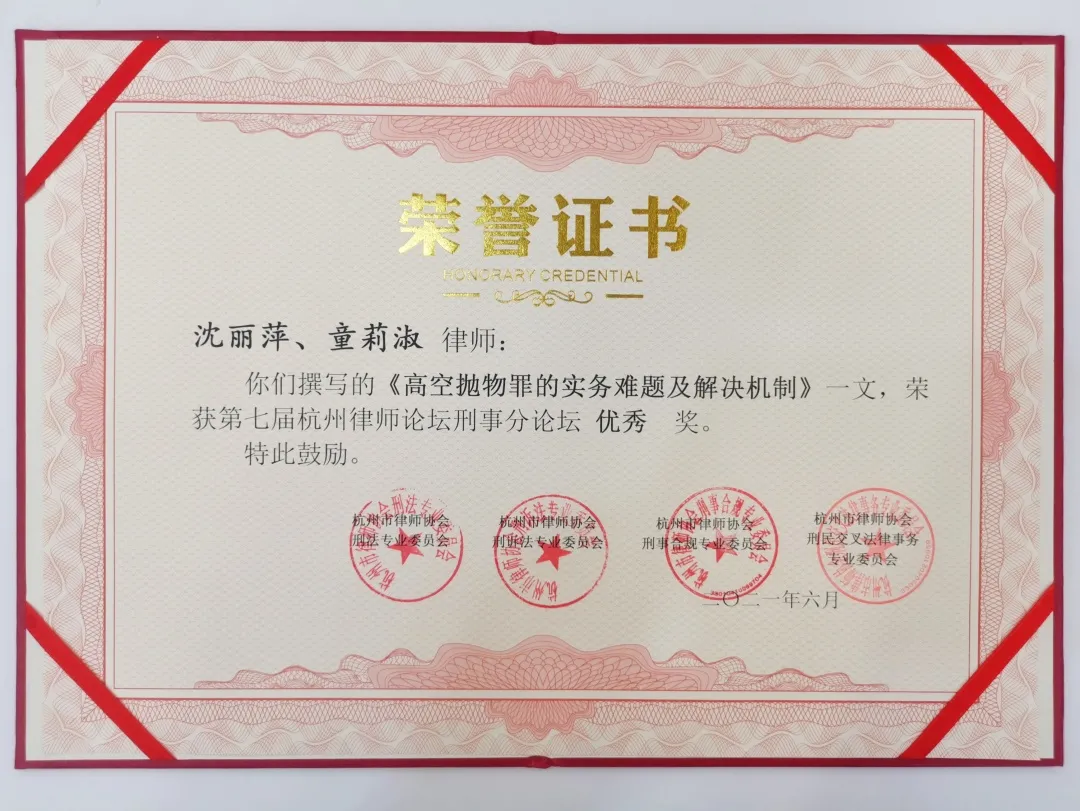 荣誉证书
HONORARY CREDENTIAL
沈丽萍、童莉淑 律师：
你们撰写的《高空抛物罪的实务难题及解决机制》一文，荣
获第七届杭州律师论坛刑事分论坛 优秀 奖。
特此鼓励。
杭州市律师协会
刑法专业委员会
杭州市律师协会
刑诉法专业委员会
杭州市律师协会
刑事合规专业委员会
杭州市律师协会
刑民交叉法律事务
专业委员会
二〇二一年六月